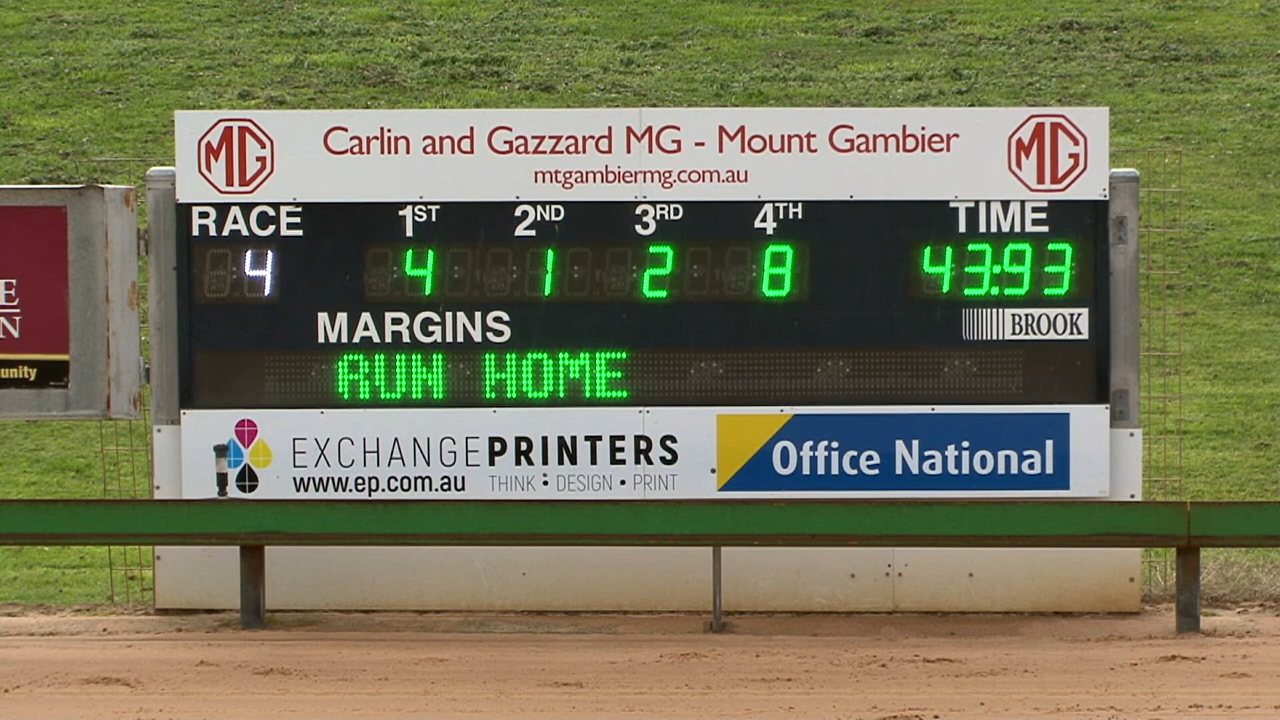 MG
Carlin and Gazzard MG - Mount Gambier
MG
mtgambiermg.com.au
RACE 1ST 2ND 3RD 4TH TIME
4 4 1 2 8 43:93
MARGINS
BROOK
RUN HOME
E
N
unity
EXCHANGEPRINTERS
www.ep.com.au THINK : DESIGN • PRINT
Office National